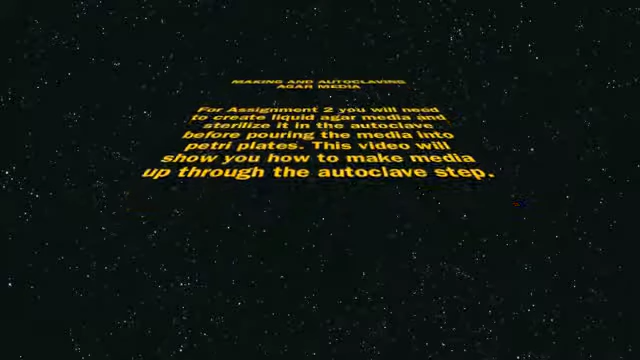 MAKING AND AUTOCLAVING
AGAR MEDIA
For Assignment 2 you will need
to create liquid agar media and
sterilize it in the autoclave
before pouring the media into
petri plates. This video will
show you how to make media
up through the autoclave step.